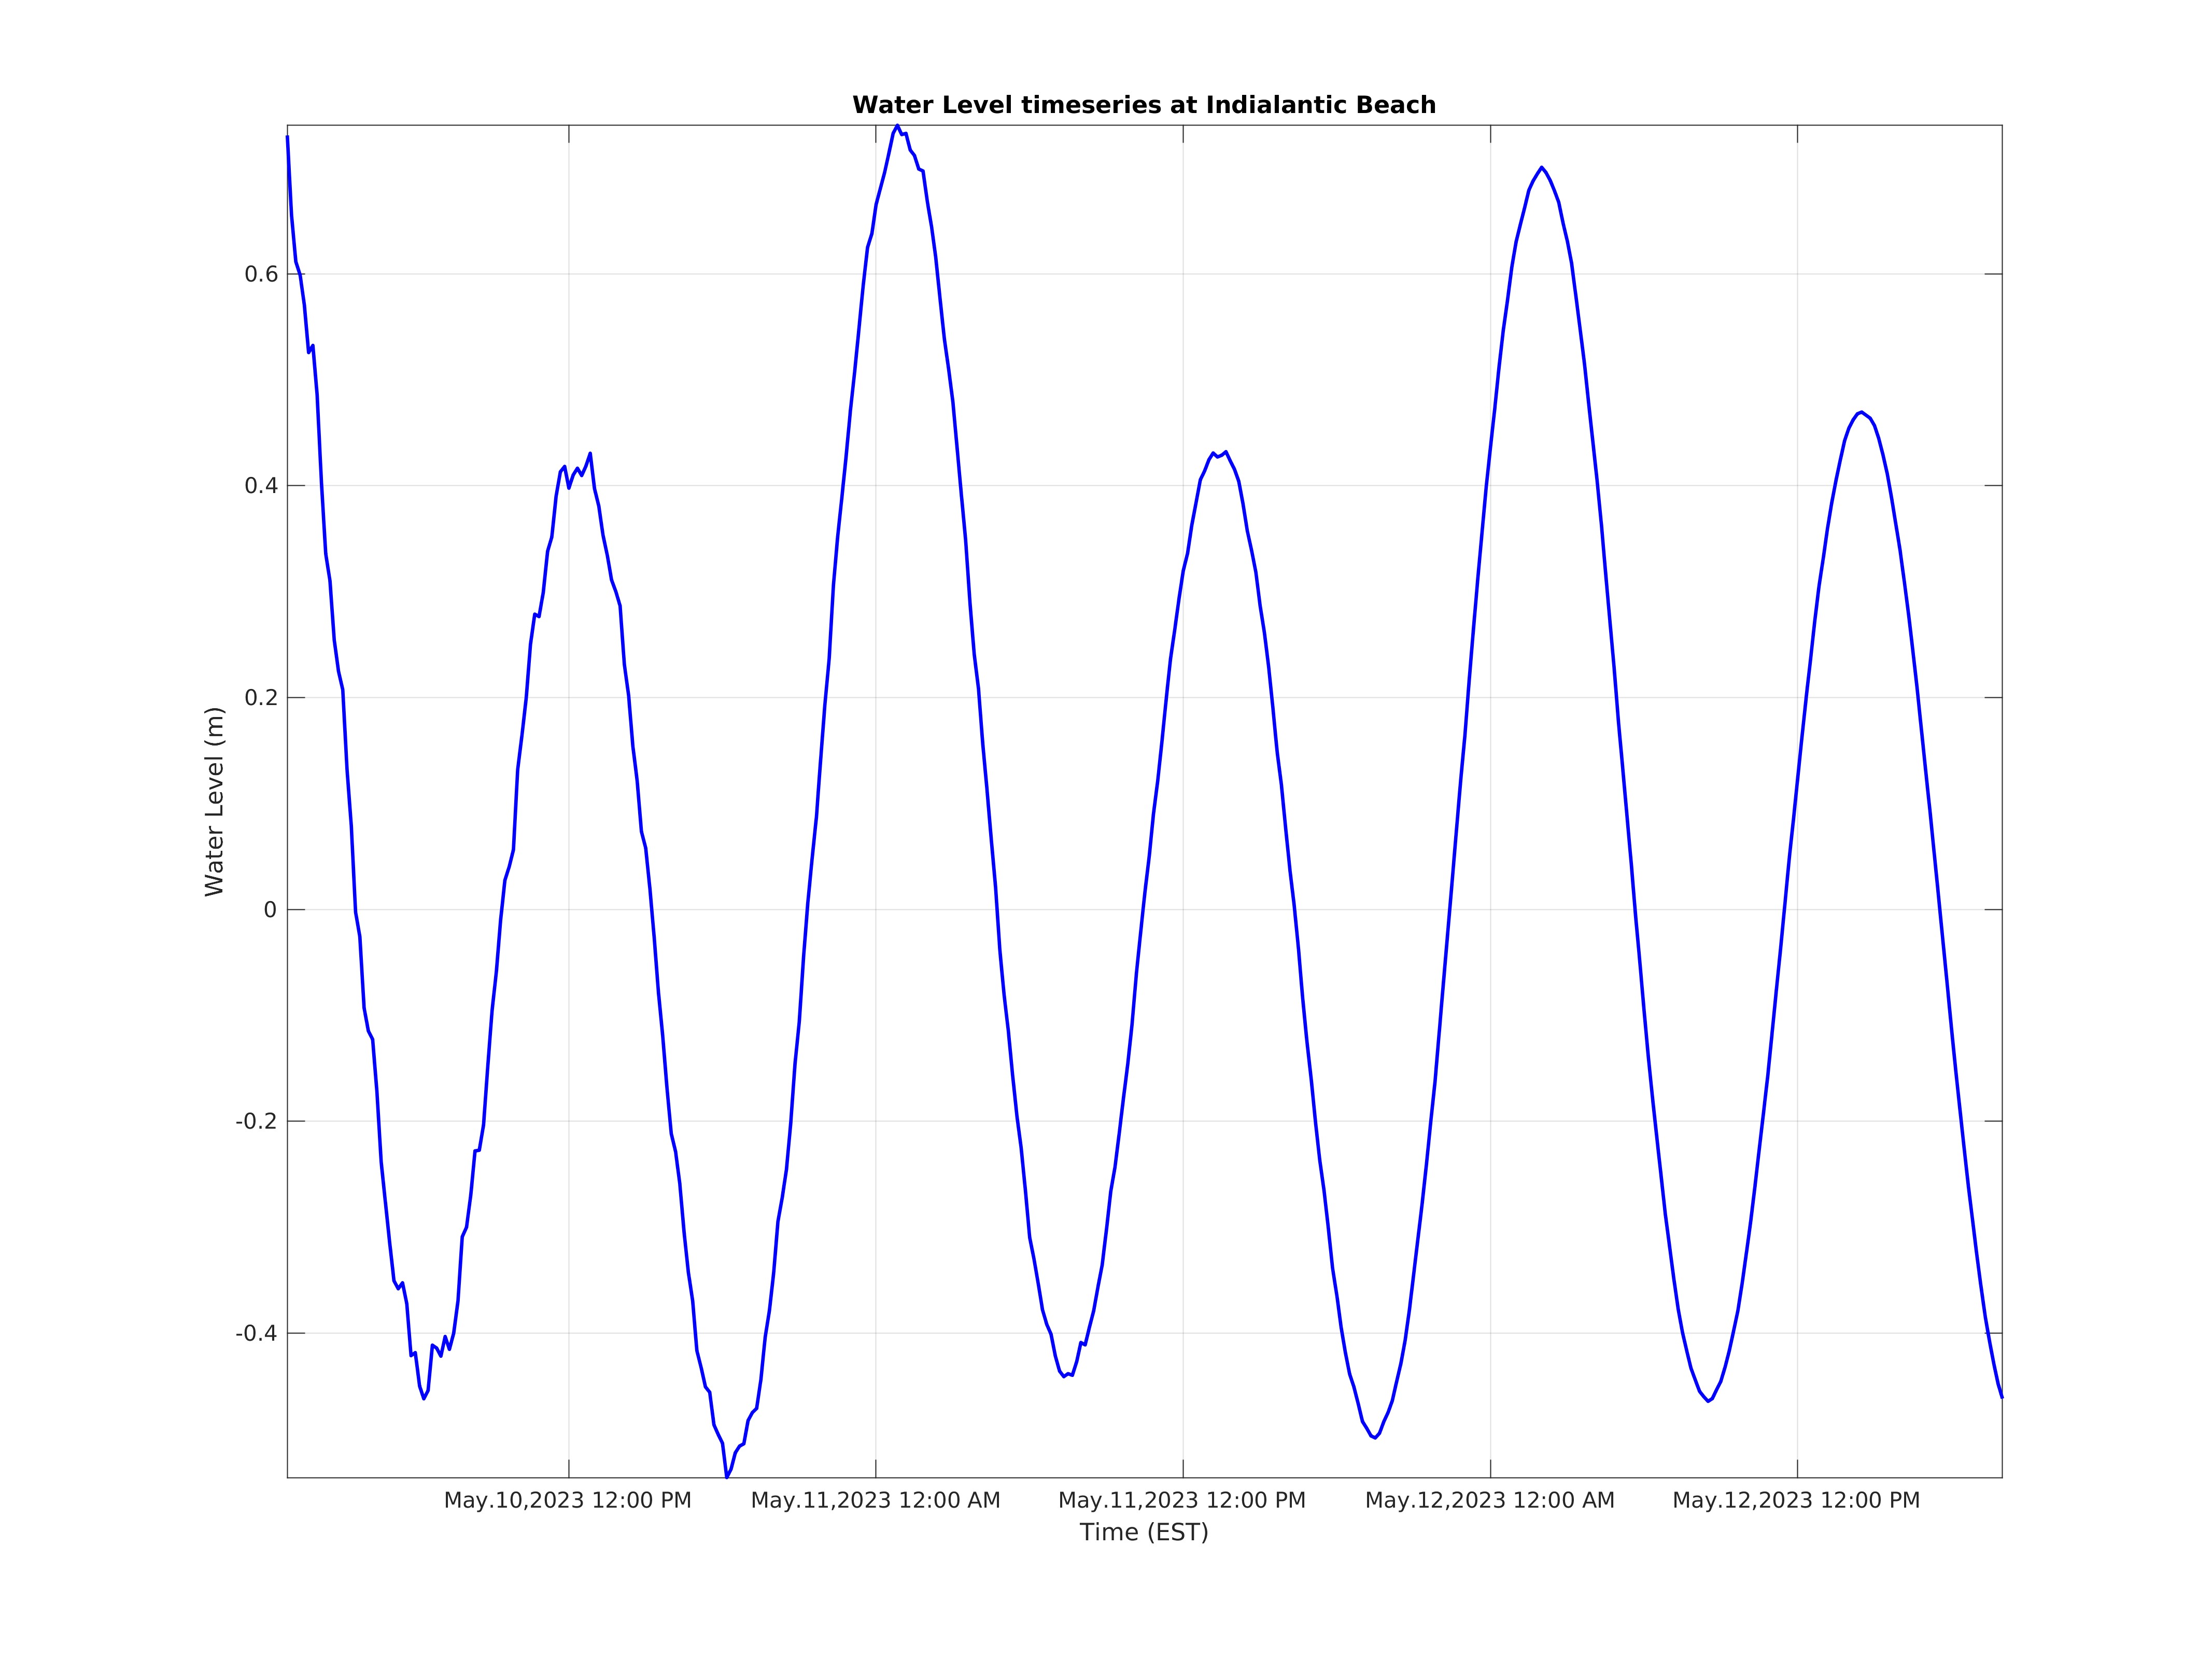 Water Level timeseries at Indialantic Beach
0.6
0.4
0.2
0
-0.2
-0.4
Water Level (m)
May.10,2023 12:00 PM
May.11,2023 12:00 AM
May.11,2023 12:00 PM
May.12,2023 12:00 AM
May.12,2023 12:00 PM
Time (EST)